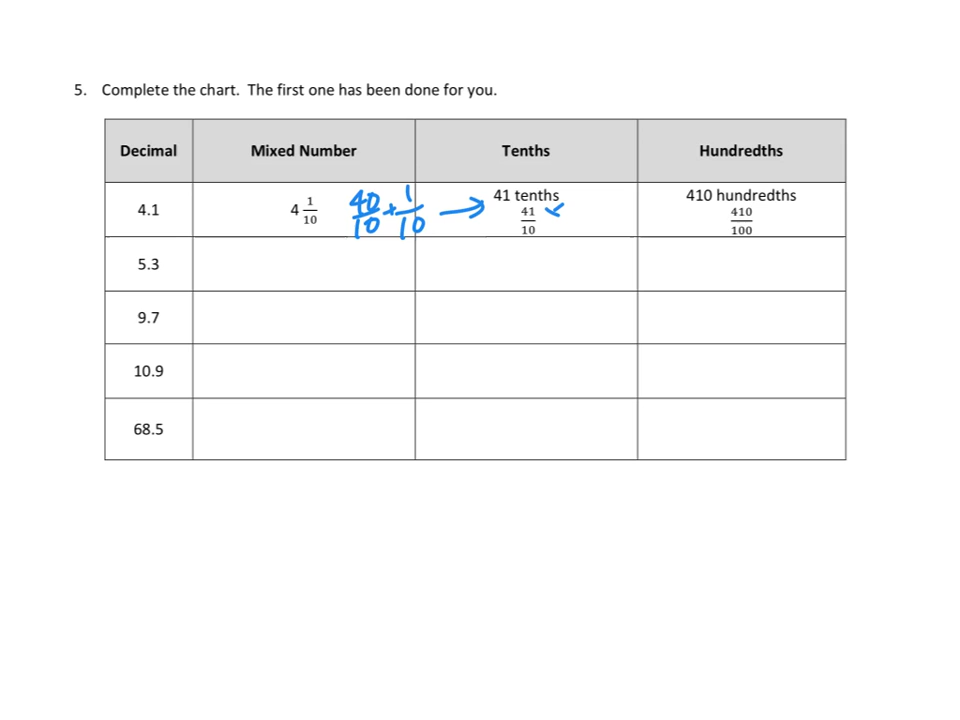 5. Complete the chart. The first one has been done for you.
Decimal Mixed Number Tenths Hundredths
4.1 4 1/10 40/10 + 1/10 → 41 tenths 41/10 410 hundredths 410/100
5.3
9.7
10.9
68.5